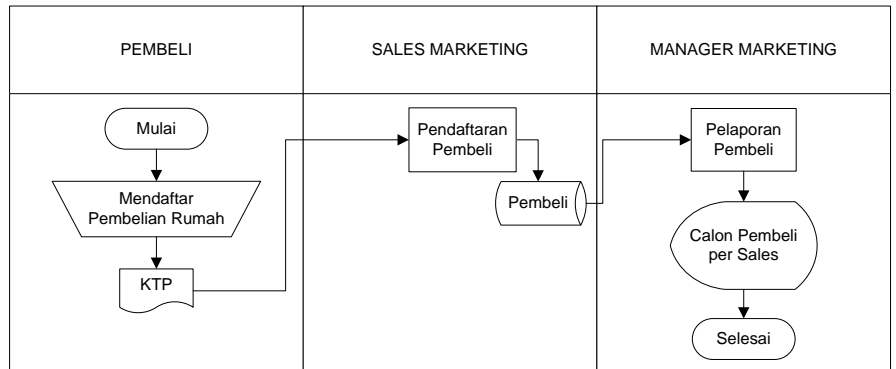 PEMBELI
SALES MARKETING
MANAGER MARKETING
Mulai
Mendaftar
Pembelian Rumah
KTP
Pendaftaran
Pembeli
Pembeli
Pelaporan
Pembeli
Calon Pembeli
per Sales
Selesai